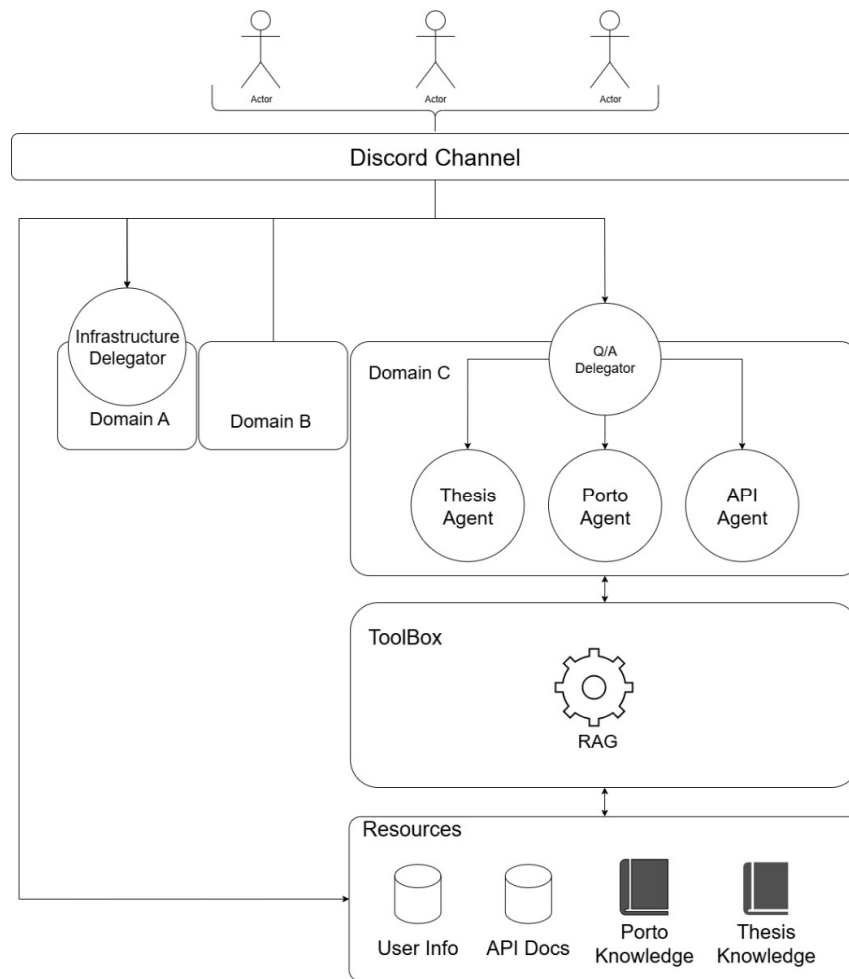 Actor
Actor
Actor
Discord Channel
Infrastructure
Delegator
Domain A
Domain B
Domain C
Q/A
Delegator
Thesis
Agent
Porto
Agent
API
Agent
ToolBox
RAG
Resources
User Info
API Docs
Porto
Knowledge
Thesis
Knowledge